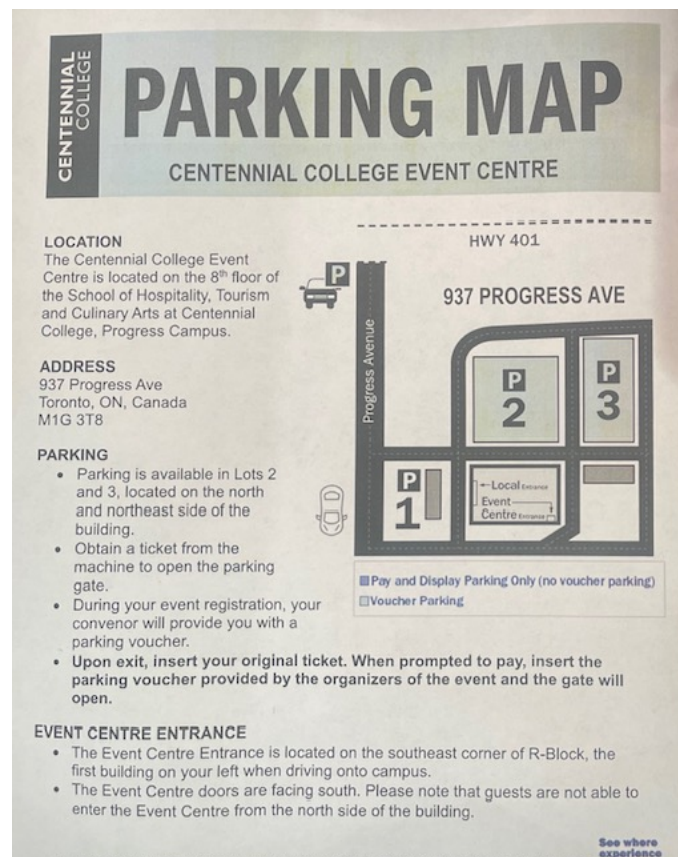 CENTENNIAL
COLLEGE
PARKING MAP
CENTENNIAL COLLEGE EVENT CENTRE
LOCATION
The Centennial College Event
Centre is located on the 8th floor of
the School of Hospitality, Tourism
and Culinary Arts at Centennial
College, Progress Campus.
ADDRESS
937 Progress Ave
Toronto, ON, Canada
M1G 3T8
PARKING
• Parking is available in Lots 2
and 3, located on the north
and northeast side of the
building.
• Obtain a ticket from the
machine to open the parking
gate.
• During your event registration, your
convenor will provide you with a
parking voucher.
• Upon exit, insert your original ticket. When prompted to pay, insert the
parking voucher provided by the organizers of the event and the gate will
open.
HWY 401
P
937 PROGRESS AVE
Progress Avenue
P
2
P
3
P
1
Local Entrance
Event
Centre Entrance
Pay and Display Parking Only (no voucher parking)
Voucher Parking
EVENT CENTRE ENTRANCE
• The Event Centre Entrance is located on the southeast corner of R-Block, the
first building on your left when driving onto campus.
• The Event Centre doors are facing south. Please note that guests are not able to
enter the Event Centre from the north side of the building.
See where
experience